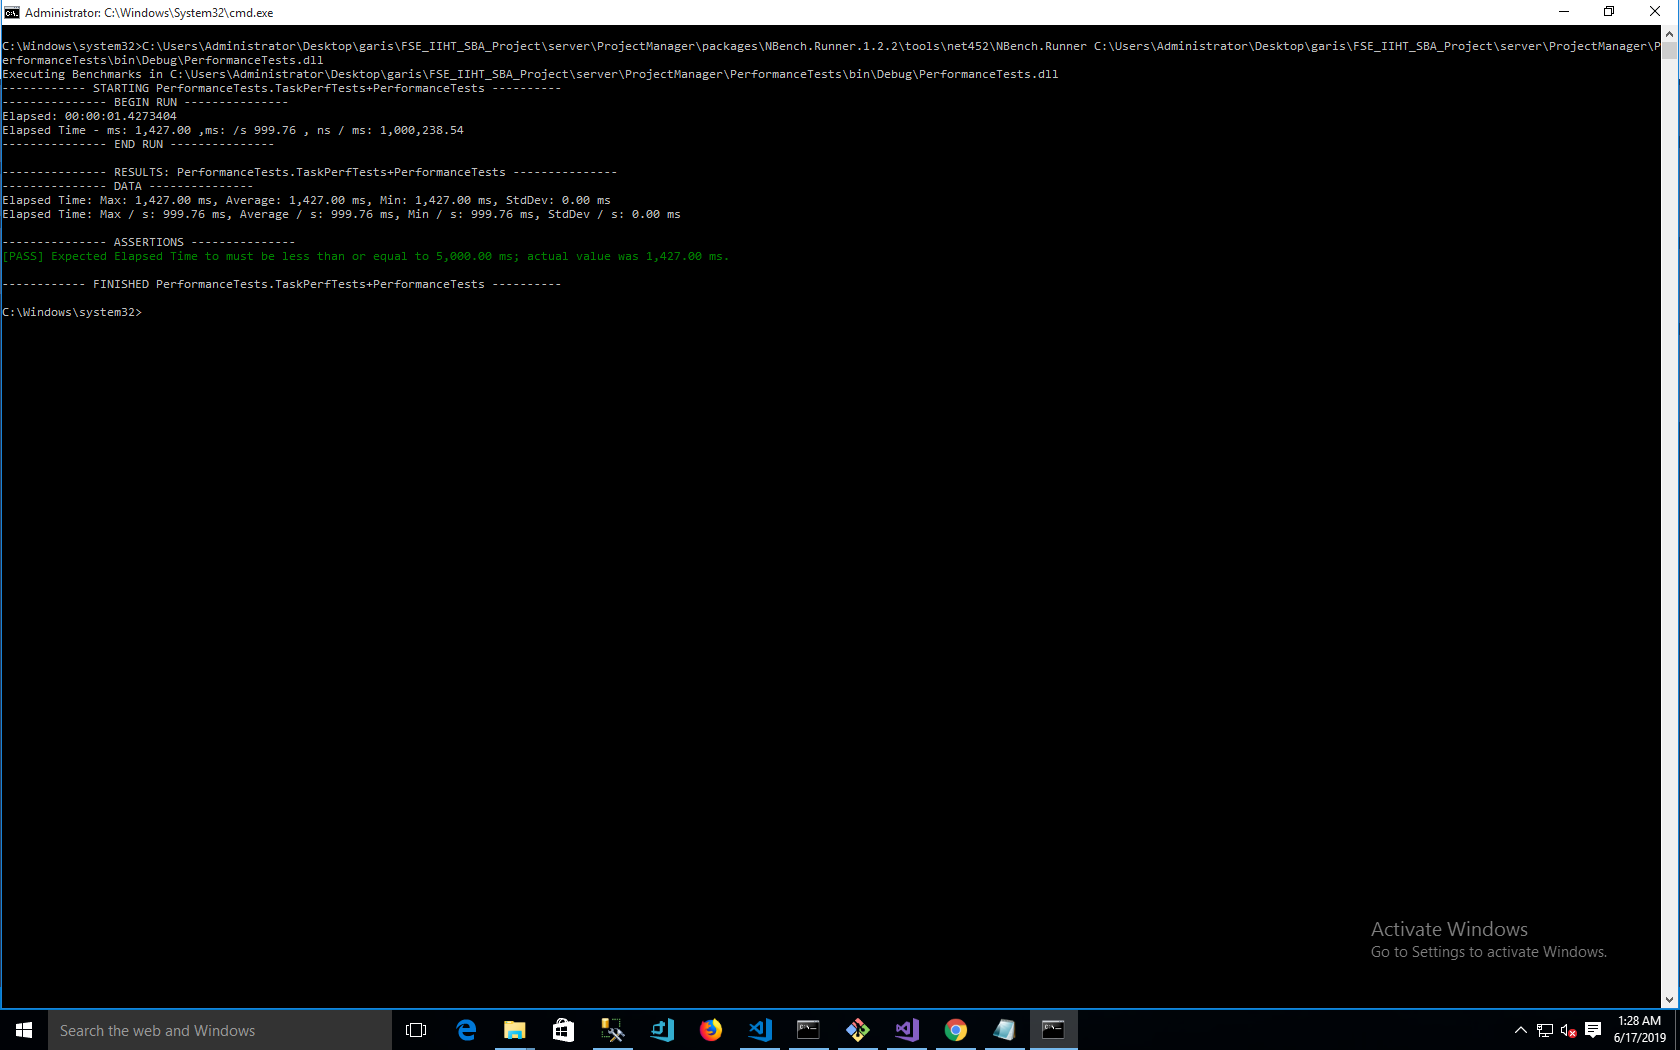 Administrator: C:\Windows\System32\cmd.exe
C:\Windows\system32>C:\Users\Administrator\Desktop\garis\FSE_IIHT_SBA_Project\server\ProjectManager\packages\NBench.Runner.1.2.2\tools\net452\NBench.Runner C:\Users\Administrator\Desktop\garis\FSE_IIHT_SBA_Project\server\ProjectManager\P
erformanceTests\bin\Debug\PerformanceTests.dll
Executing Benchmarks in C:\Users\Administrator\Desktop\garis\FSE_IIHT_SBA_Project\server\ProjectManager\PerformanceTests\bin\Debug\PerformanceTests.dll
------------ STARTING PerformanceTests.TaskPerfTests+PerformanceTests ----------
--------------- BEGIN RUN ---------------
Elapsed: 00:00:01.4273404
Elapsed Time - ms: 1,427.00 ,ms: /s 999.76 , ns / ms: 1,000,238.54
--------------- END RUN ---------------
--------------- RESULTS: PerformanceTests.TaskPerfTests+PerformanceTests ---------------
--------------- DATA ---------------
Elapsed Time: Max: 1,427.00 ms, Average: 1,427.00 ms, Min: 1,427.00 ms, StdDev: 0.00 ms
Elapsed Time: Max / s: 999.76 ms, Average / s: 999.76 ms, Min / s: 999.76 ms, StdDev / s: 0.00 ms
--------------- ASSERTIONS ---------------
[PASS] Expected Elapsed Time to must be less than or equal to 5,000.00 ms; actual value was 1,427.00 ms.
------------ FINISHED PerformanceTests.TaskPerfTests+PerformanceTests ----------
C:\Windows\system32>
Activate Windows
Go to Settings to activate Windows.
Search the web and Windows
1:28 AM
6/17/2019